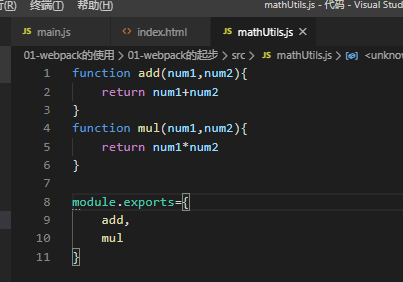 (R) 终端(T) 帮助(H)
mathUtils.js - 代码 - Visual Stud
JS main.js
index.html
JS mathUtils.js
01-webpack的使用 > 01-webpack的起步 > src > JS mathUtils.js > <unknow
1 function add(num1,num2){
2 return num1+num2
3 }
4 function mul(num1,num2){
5 return num1*num2
6 }
7
8 module.exports={
9 add,
10 mul
11 }